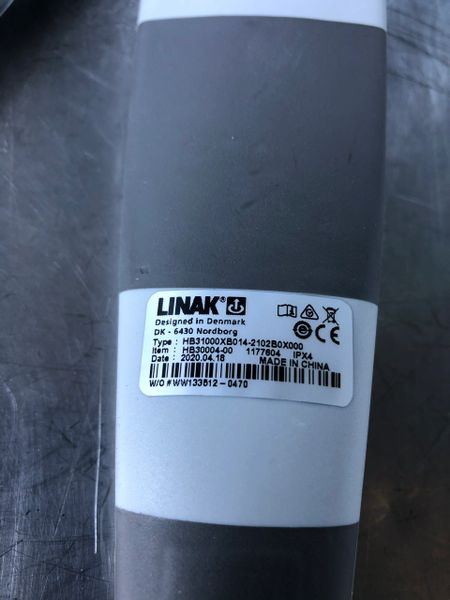 LINAK®
Designed in Denmark
DK - 6430 Nordborg
Type : HB31000XB014-2102B0X000
Item : HB30004-00 1177604 IPX4
Date : 2020.04.18 MADE IN CHINA
W/O #WW133512-0470